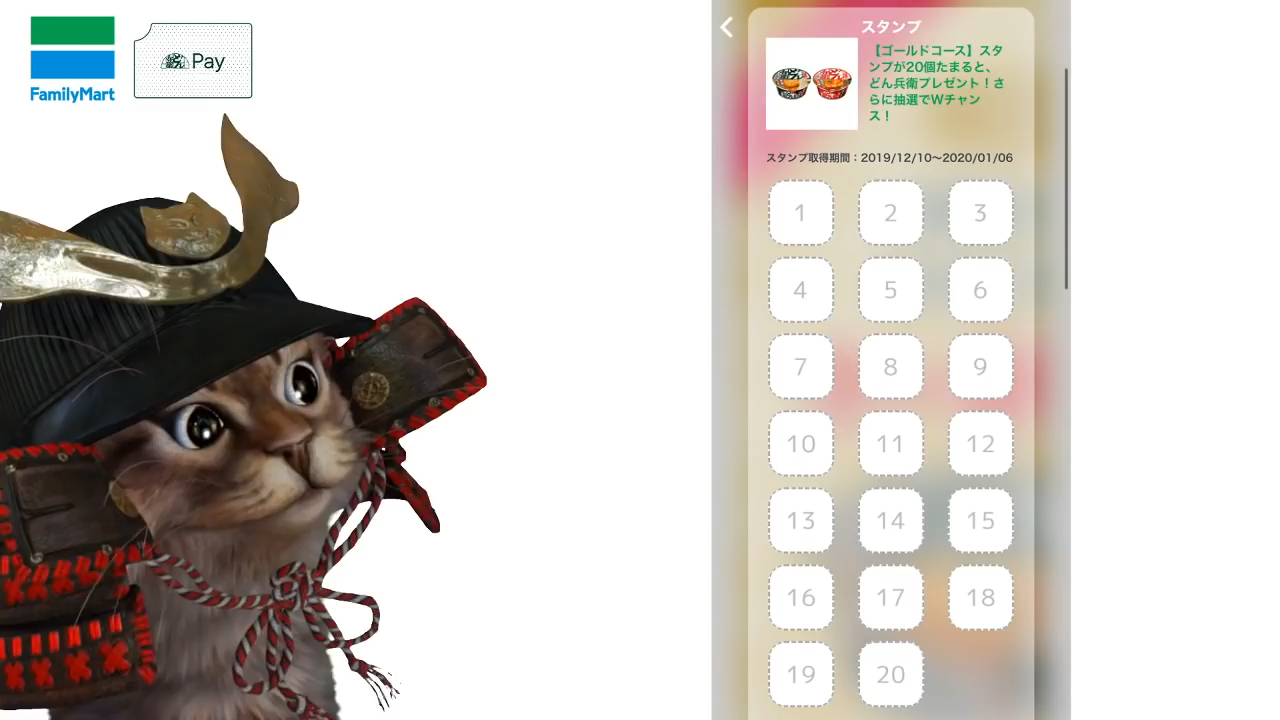 FamilyMart
Pay
スタンプ
【ゴールドコース】スタ
ンプが20個たまると、
どん兵衛プレゼント！さ
らに抽選でWチャン
ス！
スタンプ取得期間：2019/12/10〜2020/01/06
1 2 3
4 5 6
7 8 9
10 11 12
13 14 15
16 17 18
19 20